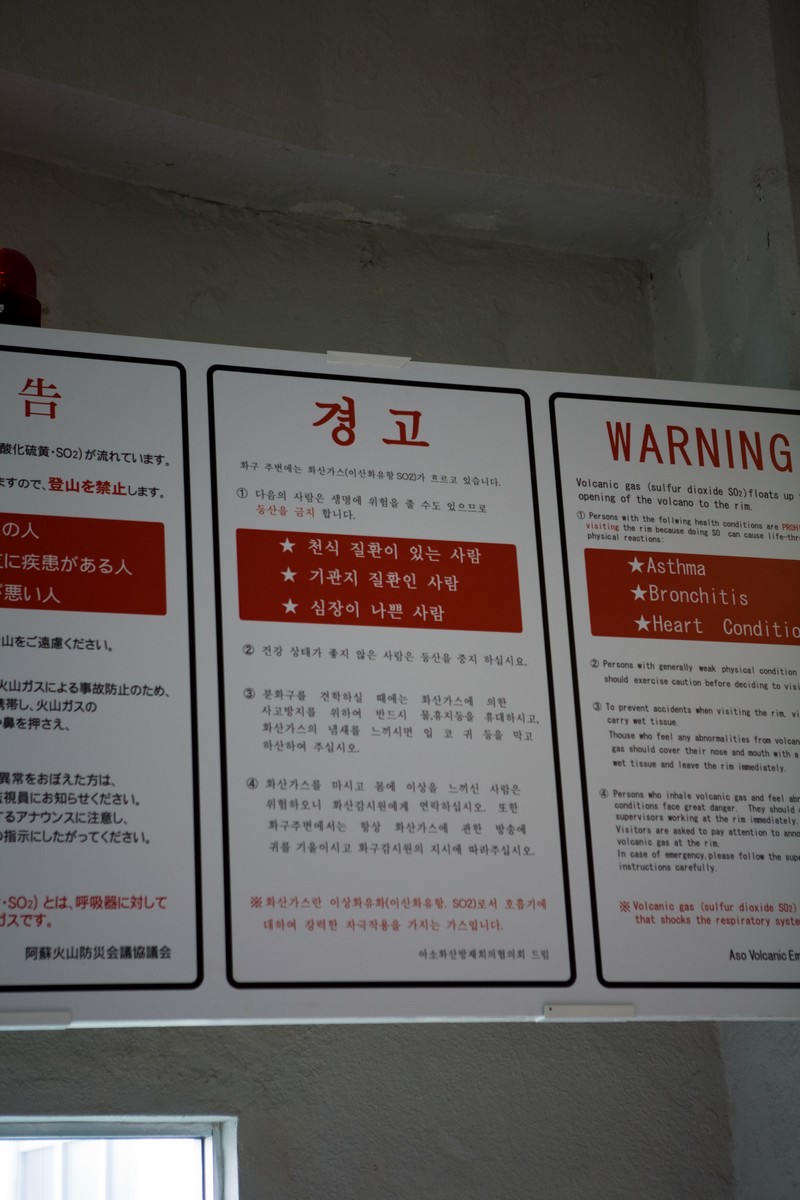 告
酸化硫黄・SO2)が流れています。
ますので、登山を禁止します。
の人
に疾患がある人
悪い人
山をご遠慮ください。
火山ガスによる事故防止のため、
携帯し、火山ガスの
鼻を押さえ、
異常をおぼえた方は、
監視員にお知らせください。
するアナウンスに注意し、
の指示にしたがってください。
・SO2) とは、呼吸器に対して
ガスです。
阿蘇火山防災会議協議会
경고
화구 주변에는 화산가스(이산화유황 SO2)가 흐르고 있습니다.
① 다음의 사람은 생명에 위험을 줄 수도 있으므로
등산을 금지 합니다.
★ 천식 질환이 있는 사람
★ 기관지 질환인 사람
★ 심장이 나쁜 사람
② 건강 상태가 좋지 않은 사람은 등산을 중지 하십시요.
③ 분화구를 견학하실 때에는 화산가스에 의한
사고방지를 위하여 반드시 물,휴지등을 휴대하시고,
화산가스의 냄새를 느끼시면 입 코 귀 등을 막고
하산하여 주십시오.
④ 화산가스를 마시고 몸에 이상을 느끼신 사람은
위험하오니 화산감시원에게 연락하십시오. 또한
화구주변에서는 항상 화산가스에 관한 방송에
귀를 기울이시고 화구감시원의 지시에 따라주십시오.
※화산가스란 이상화유화(이산화유황, SO2)로서 호흡기에
대하여 강력한 자극작용을 가지는 가스입니다.
아소화산방재회의협의회 드림
WARNING
Volcanic gas (sulfur dioxide SO2)floats up
opening of the volcano to the rim.
① Persons with the follwing health conditions are
visiting the rim because doing SO can cause
physical reactions:
★Asthma
★Bronchitis
★Heart
② Persons with generally weak physical condition
should exercise caution before deciding to
③ To prevent accidents when visiting the rim,
carry wet tissue.
Thouse who feel any abnormalities from
gas should cover their nose and mouth with a
wet tissue and leave the rim immediately.
④ Persons who inhale volcanic gas and feel
conditions face great danger. They should
supervisors working at the rim immediately.
Visitors are asked to pay attention to
volcanic gas at the rim.
In case of emergency,please follow the
instructions carefully.
※ Volcanic gas (sulfur dioxide SO2)
that shocks the respiratory
Aso Volcanic